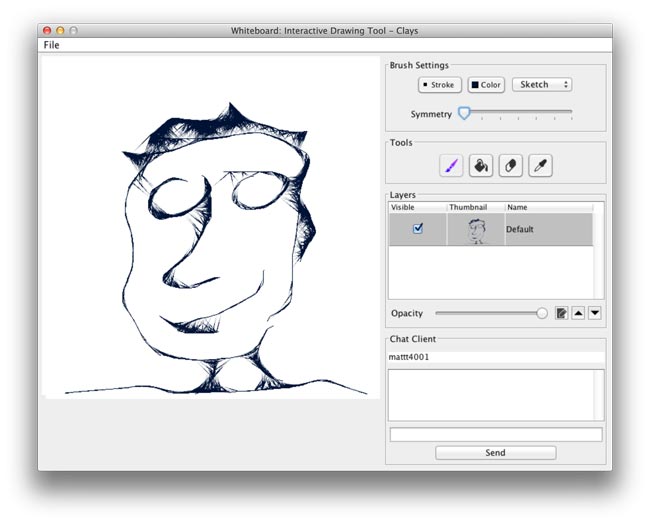 Whiteboard: Interactive Drawing Tool – Clays
File
Brush Settings
Stroke Color Sketch
Symmetry
Tools
Layers
Visible Thumbnail Name
Default
Opacity
Chat Client
mattt4001
Send